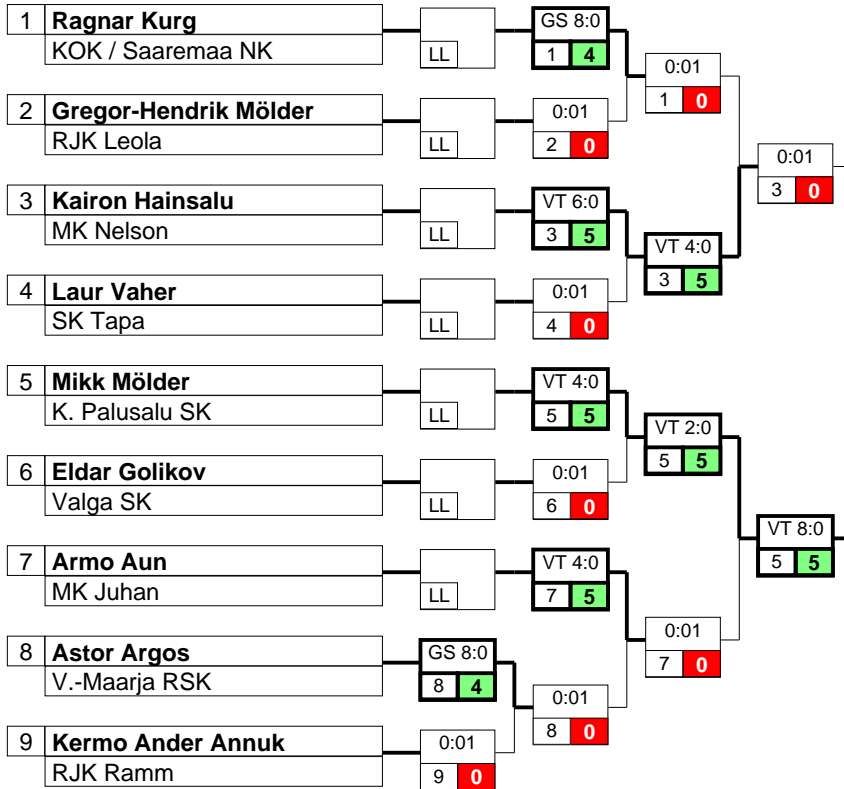 1 Ragnar Kurg GS 8:0
KOK / Saaremaa NK LL 1 4
0:01
1 0
2 Gregor-Hendrik Mölder 0:01
RJK Leola LL 2 0
0:01
3 0
3 Kairon Hainsalu VT 6:0
MK Nelson LL 3 5
VT 4:0
3 5
4 Laur Vaher 0:01
SK Tapa LL 4 0
5 Mikk Mölder VT 4:0
K. Palusalu SK LL 5 5
VT 2:0
5 5
6 Eldar Golikov 0:01
Valga SK LL 6 0
VT 8:0
5 5
7 Armo Aun VT 4:0
MK Juhan LL 7 5
0:01
7 0
8 Astor Argos GS 8:0
V.-Maarja RSK 8 4
0:01
8 0
9 Kermo Ander Annuk 0:01
RJK Ramm 9 0